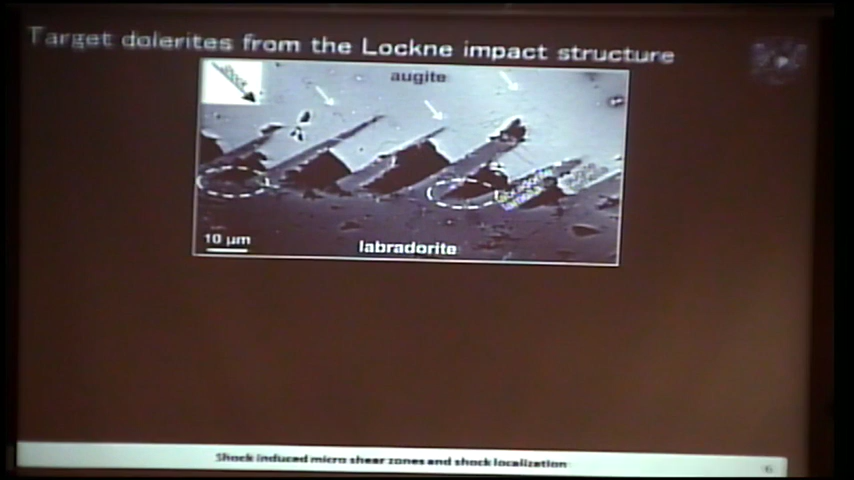 Target dolerites from the Lockne impact structure
augite
10 µm
labradorite
Shock induced micro shear zones and shock localization
6